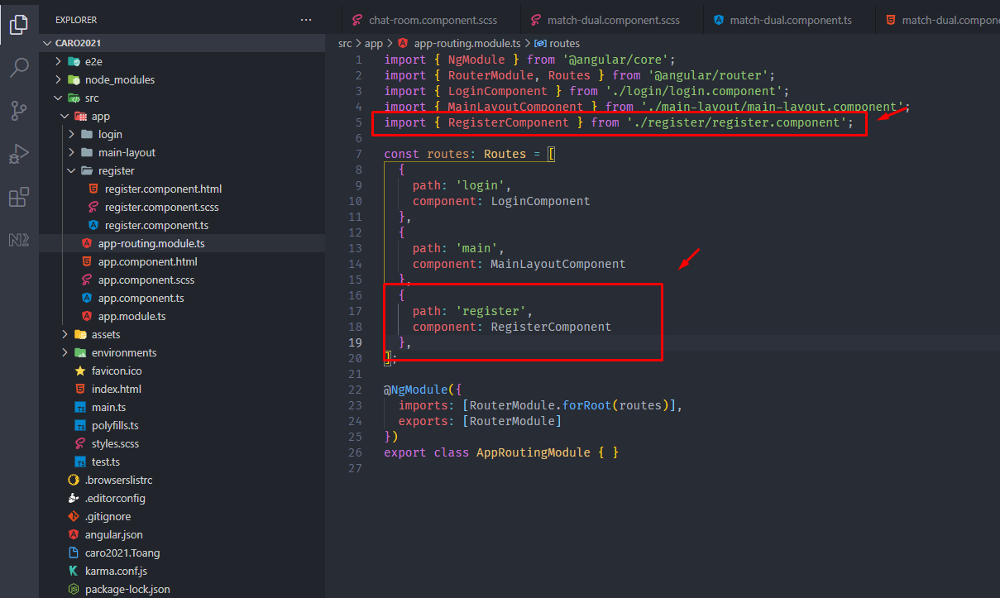 EXPLORER
CARO2021
e2e
node_modules
src
app
login
main-layout
register
register.component.html
register.component.scss
register.component.ts
app-routing.module.ts
app.component.html
app.component.scss
app.component.ts
app.module.ts
assets
environments
favicon.ico
index.html
main.ts
polyfills.ts
styles.scss
test.ts
.browserslistrc
.editorconfig
.gitignore
angular.json
caro2021.Toang
karma.conf.js
package-lock.json
chat-room.component.scss match-dual.component.scss match-dual.component.ts match-dual.compone
src > app > app-routing.module.ts > routes
1 import { NgModule } from '@angular/core';
2 import { RouterModule, Routes } from '@angular/router';
3 import { LoginComponent } from './login/login.component';
4 import { MainLayoutComponent } from './main-layout/main-layout.component';
5 import { RegisterComponent } from './register/register.component';
6
7 const routes: Routes = [
8 {
9 path: 'login',
10 component: LoginComponent
11 },
12 {
13 path: 'main',
14 component: MainLayoutComponent
15 },
16 {
17 path: 'register',
18 component: RegisterComponent
19 },
20 ];
21
22 @NgModule({
23 imports: [RouterModule.forRoot(routes)],
24 exports: [RouterModule]
25 })
26 export class AppRoutingModule { }
27